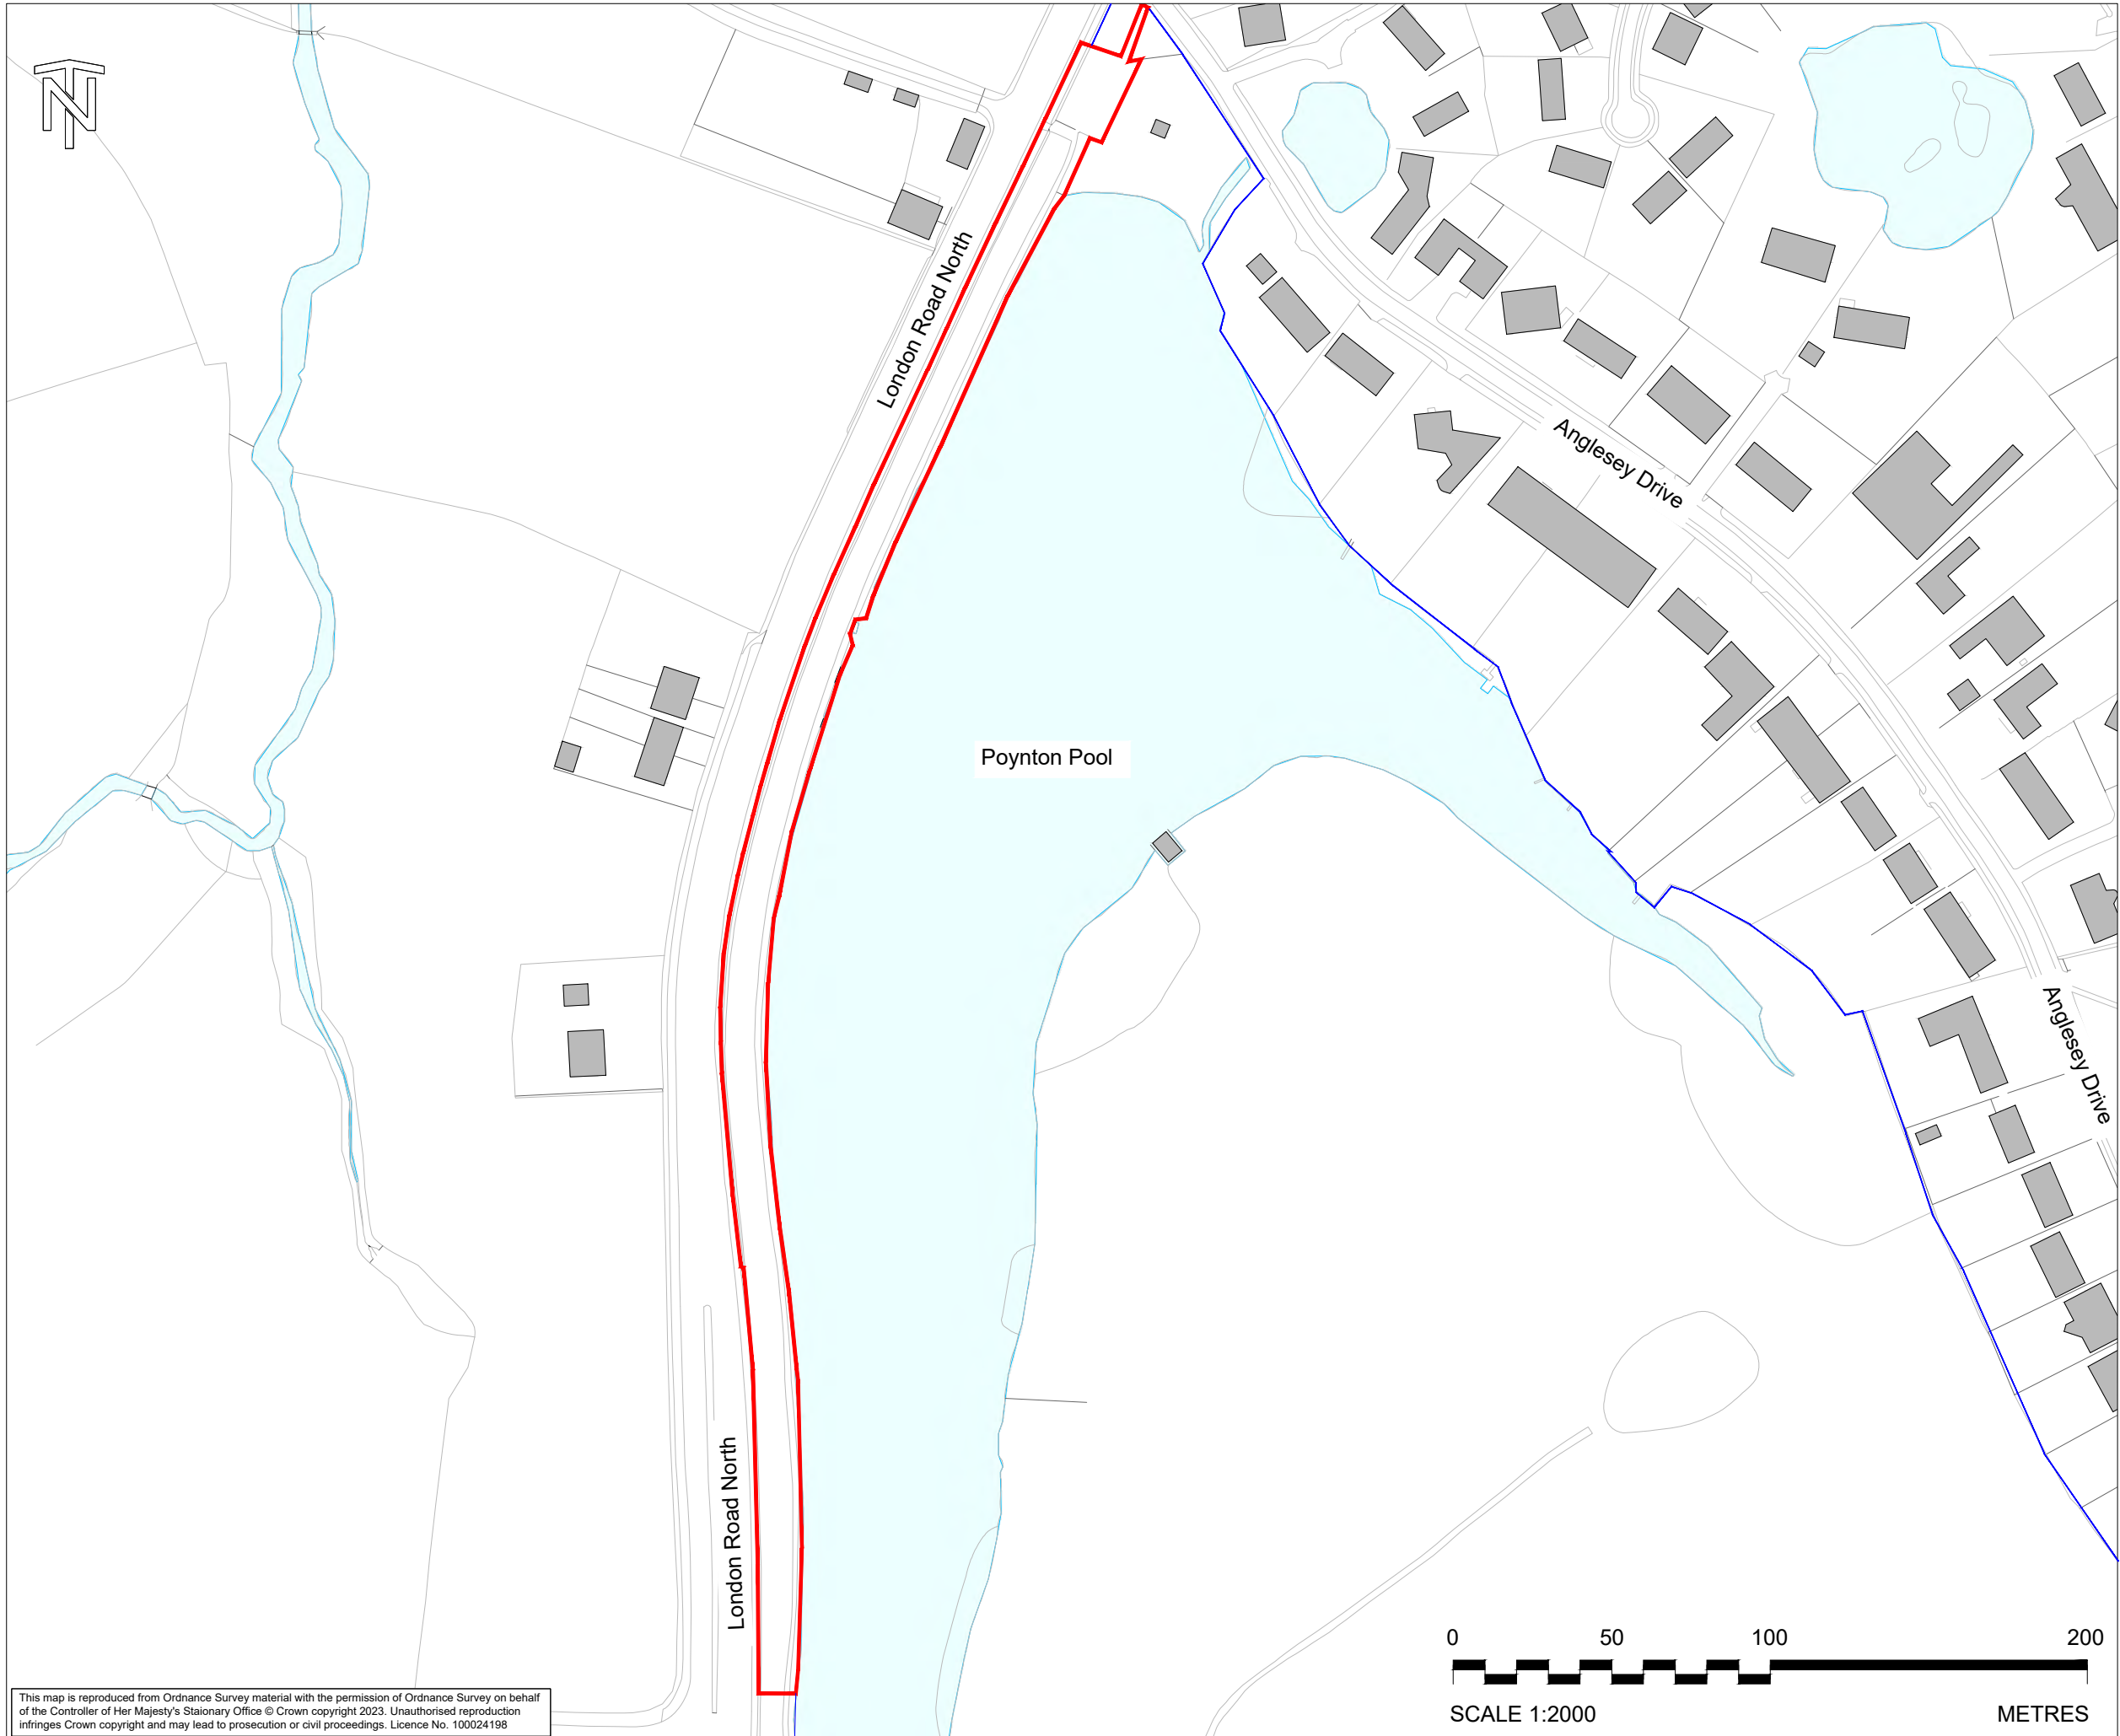 N
London Road North
Anglesey Drive
Poynton Pool
Anglesey Drive
London Road North
0 50 100 200
SCALE 1:2000 METRES
This map is reproduced from Ordnance Survey material with the permission of Ordnance Survey on behalf
of the Controller of Her Majesty's Staionary Office © Crown copyright 2023. Unauthorised reproduction
infringes Crown copyright and may lead to prosecution or civil proceedings. Licence No. 100024198